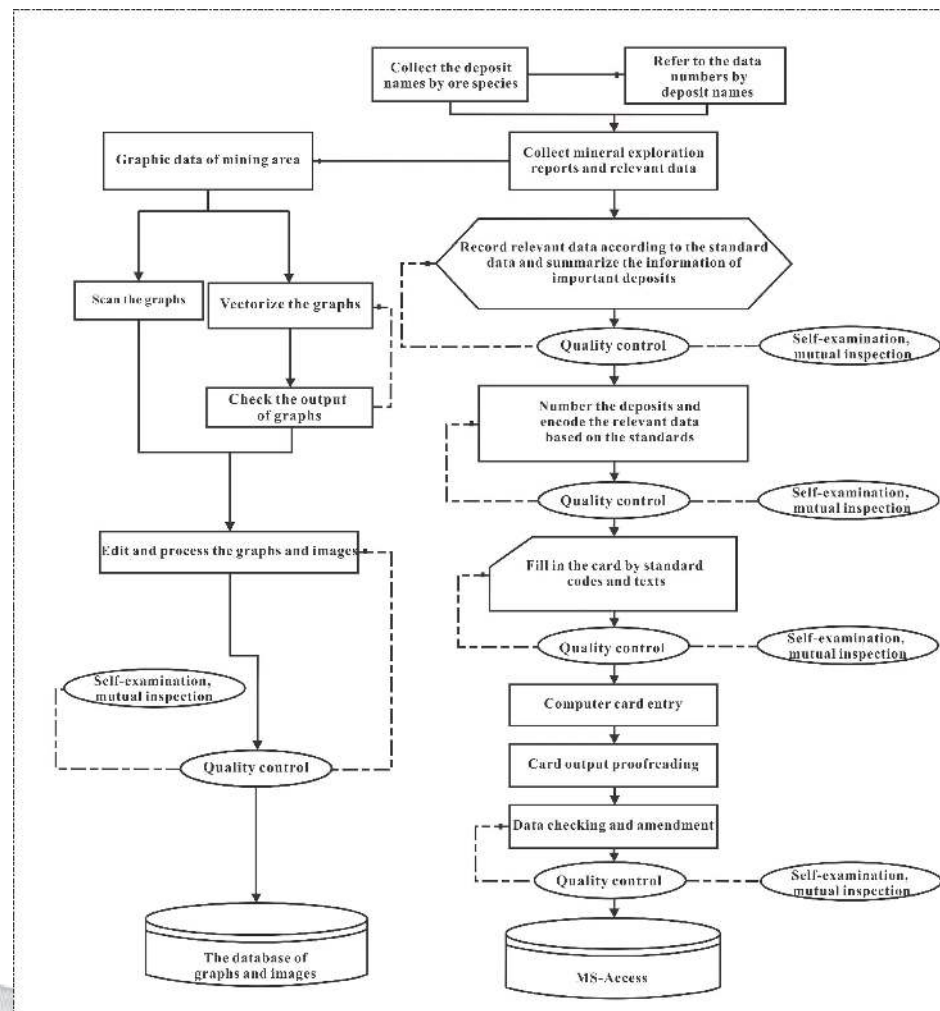 Collect the deposit
names by ore species
Refer to the data
numbers by
deposit names
Graphic data of mining area
Collect mineral exploration
reports and relevant data
Record relevant data according to the standard
data and summarize the information of
important deposits
Scan the graphs
Vectorize the graphs
Quality control
Self-examination,
mutual inspection
Check the output
of graphs
Number the deposits and
encode the relevant data
based on the standards
Quality control
Self-examination,
mutual inspection
Edit and process the graphs and images
Fill in the card by standard
codes and texts
Quality control
Self-examination,
mutual inspection
Self-examination,
mutual inspection
Computer card entry
Quality control
Card output proofreading
Data checking and amendment
Quality control
Self-examination,
mutual inspection
The database of
graphs and images
MS-Access